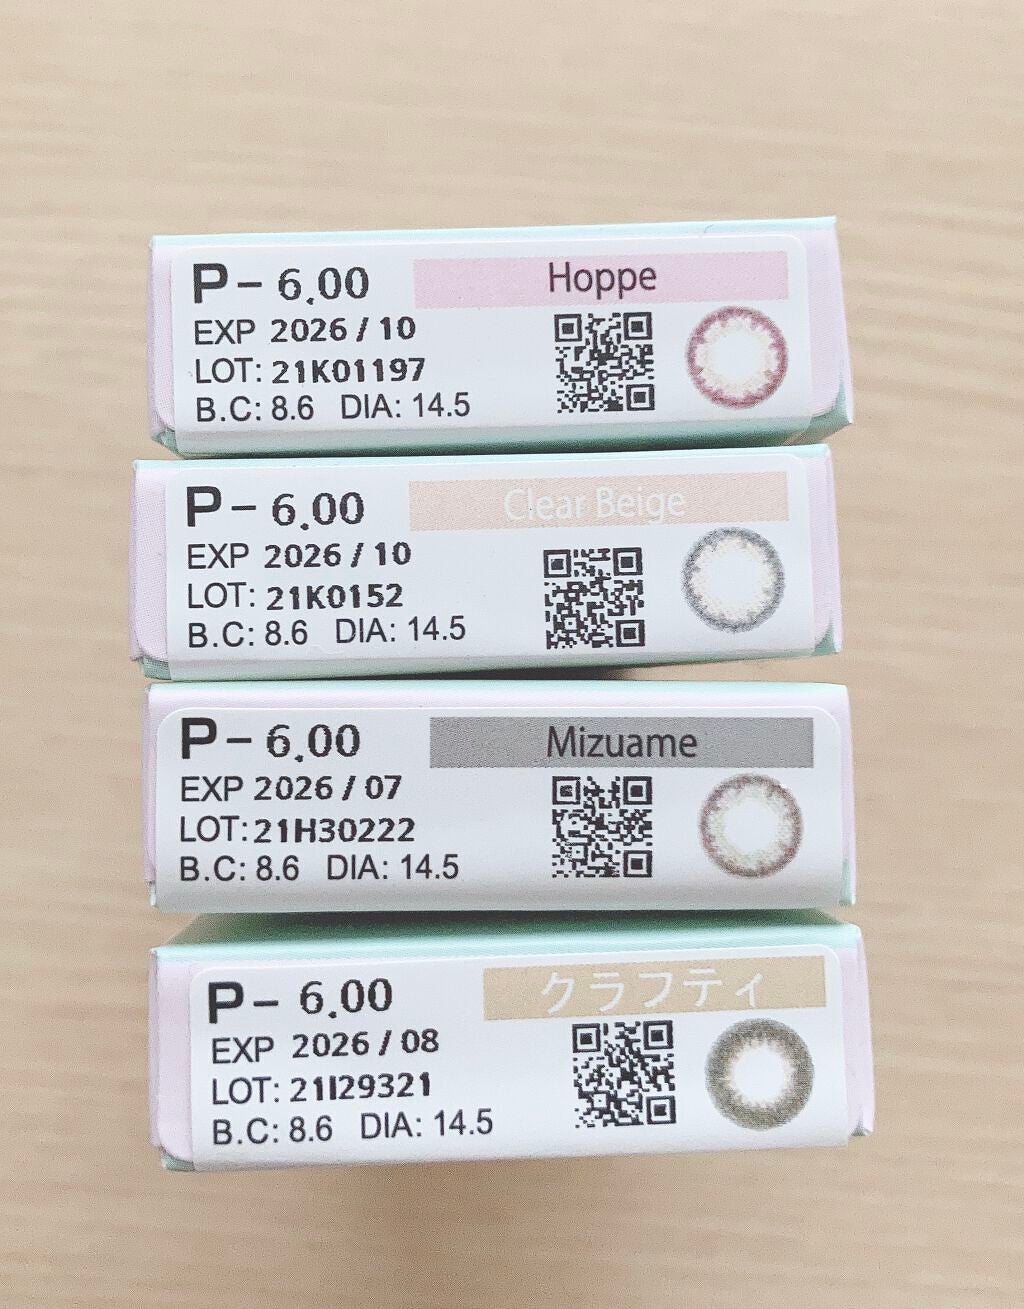 P – 6.00 Hoppe
EXP 2026 / 10
LOT: 21K01197
B.C: 8.6 DIA: 14.5
P – 6.00 Clear Beige
EXP 2026 / 10
LOT: 21K0152
B.C: 8.6 DIA: 14.5
P – 6.00 Mizuame
EXP 2026 / 07
LOT: 21H30222
B.C: 8.6 DIA: 14.5
P – 6.00 クラフティ
EXP 2026 / 08
LOT: 21I29321
B.C: 8.6 DIA: 14.5